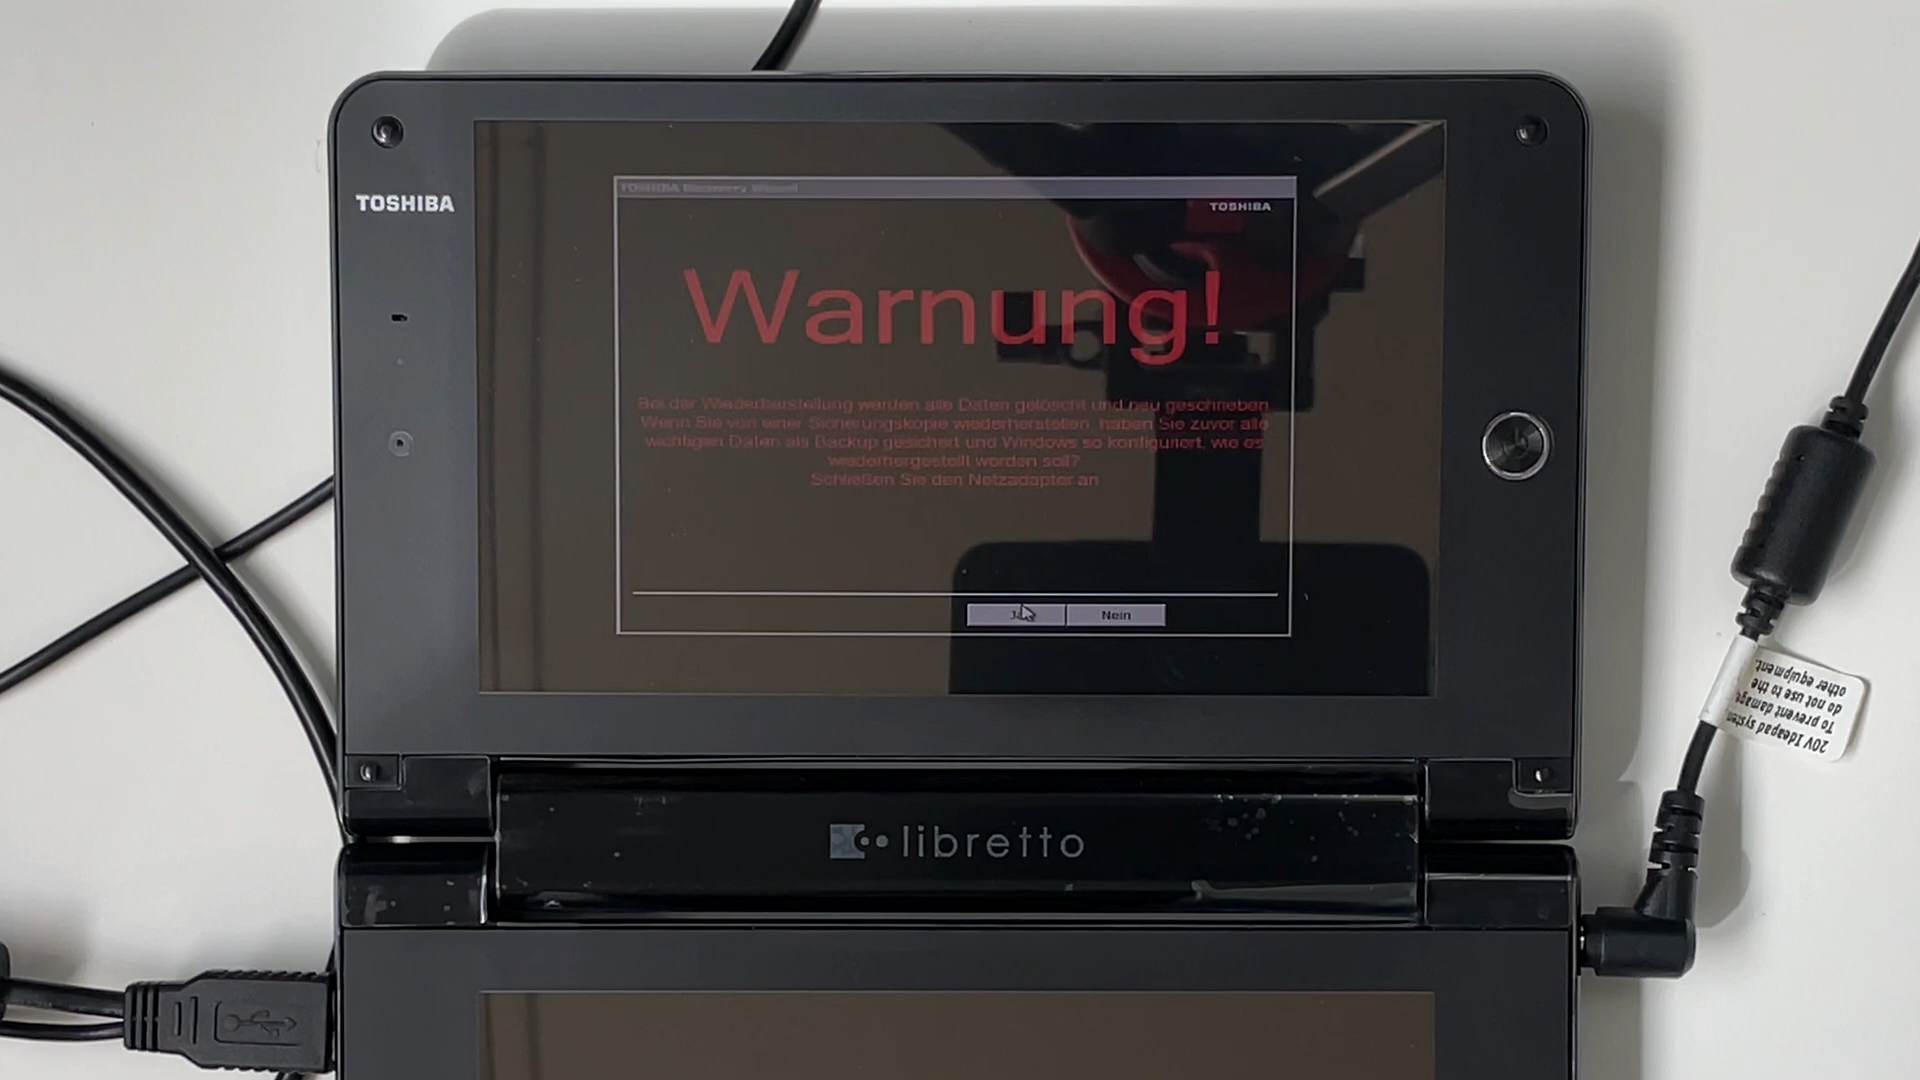 TOSHIBA Recovery Wizard
TOSHIBA
TOSHIBA
Warnung!
Bei der Wiederherstellung werden alle Daten gelöscht und neu geschrieben
Wenn Sie von einer Sicherungskopie wiederherstellen, haben Sie zuvor alle
wichtigen Daten als Backup gesichert und Windows so konfiguriert, wie es
wiederhergestellt werden soll?
Schließen Sie den Netzadapter an
Ja
Nein
20V Ideapad system.
To prevent damage
do not use to the
other equipment.
libretto